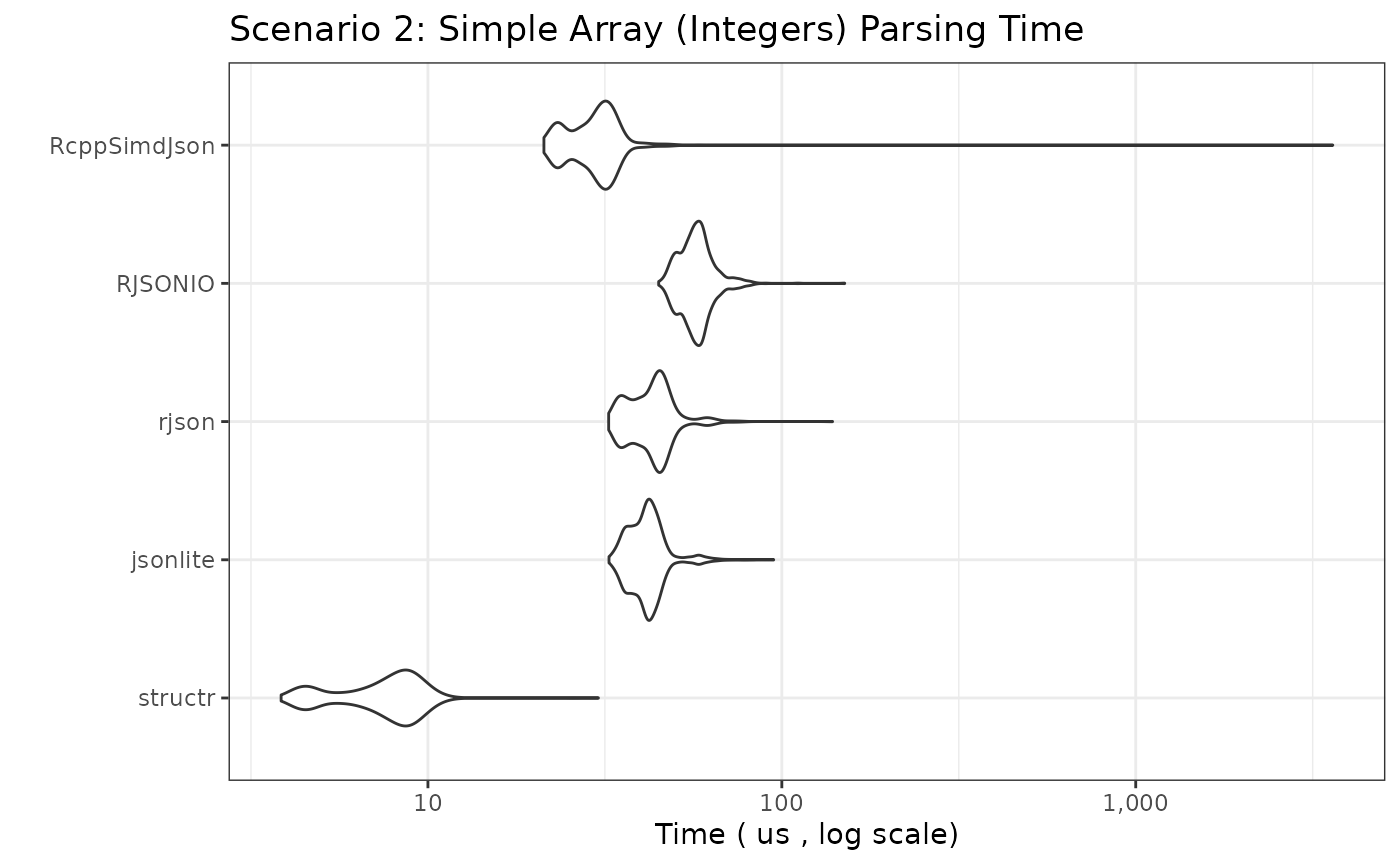 Scenario 2: Simple Array (Integers) Parsing Time
RcppSimdJson
RJSONIO
rjson
jsonlite
structr
10 100 1,000
Time ( us , log scale)